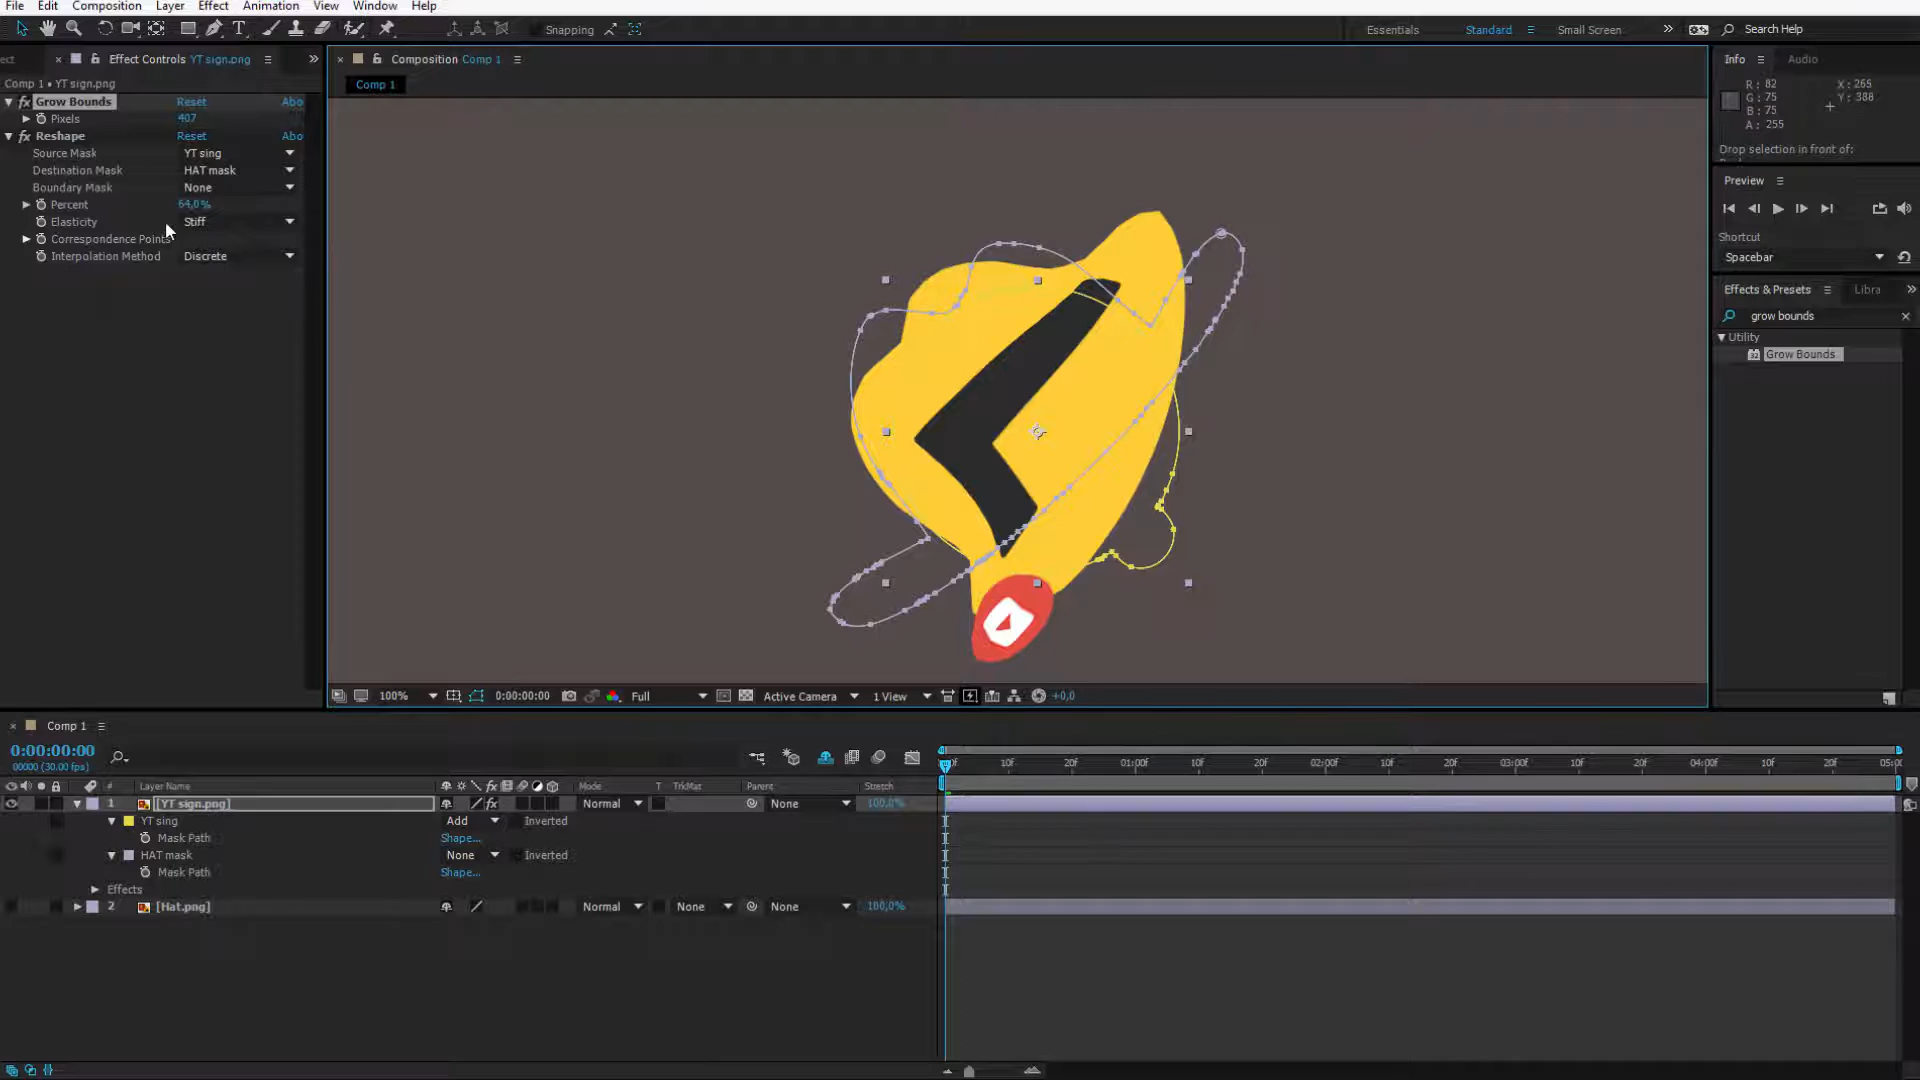 File Edit Composition Layer Effect Animation View Window Help
Snapping Essentials Standard Small Screen Search Help
Effect Controls YT sign.png
Comp 1 • YT sign.png
Grow Bounds Reset Abo
Pixels 407
Reshape Reset Abo
Source Mask YT sing
Destination Mask HAT mask
Boundary Mask None
Percent 64,0%
Elasticity Stiff
Correspondence Points
Interpolation Method Discrete
Composition Comp 1
Comp 1
100% 0:00:00:00 Full Active Camera 1 View +0,0
Info Audio
R: 82 X: 265
G: 75 Y: 388
B: 75
A: 255
Drop selection in front of:
Preview
Shortcut
Spacebar
Effects & Presets Libra
grow bounds
Utility
Grow Bounds
Comp 1
0:00:00:00
00000 (30.00 fps)
# Layer Name Mode T TrkMat Parent Stretch
1 [YT sign.png] Normal None 100,0%
YT sing Add Inverted
Mask Path Shape...
HAT mask None Inverted
Mask Path Shape...
Effects
2 [Hat.png] Normal None None 100,0%
10f 20f 01:00f 10f 20f 02:00f 10f 20f 03:00f 10f 20f 04:00f 10f 20f